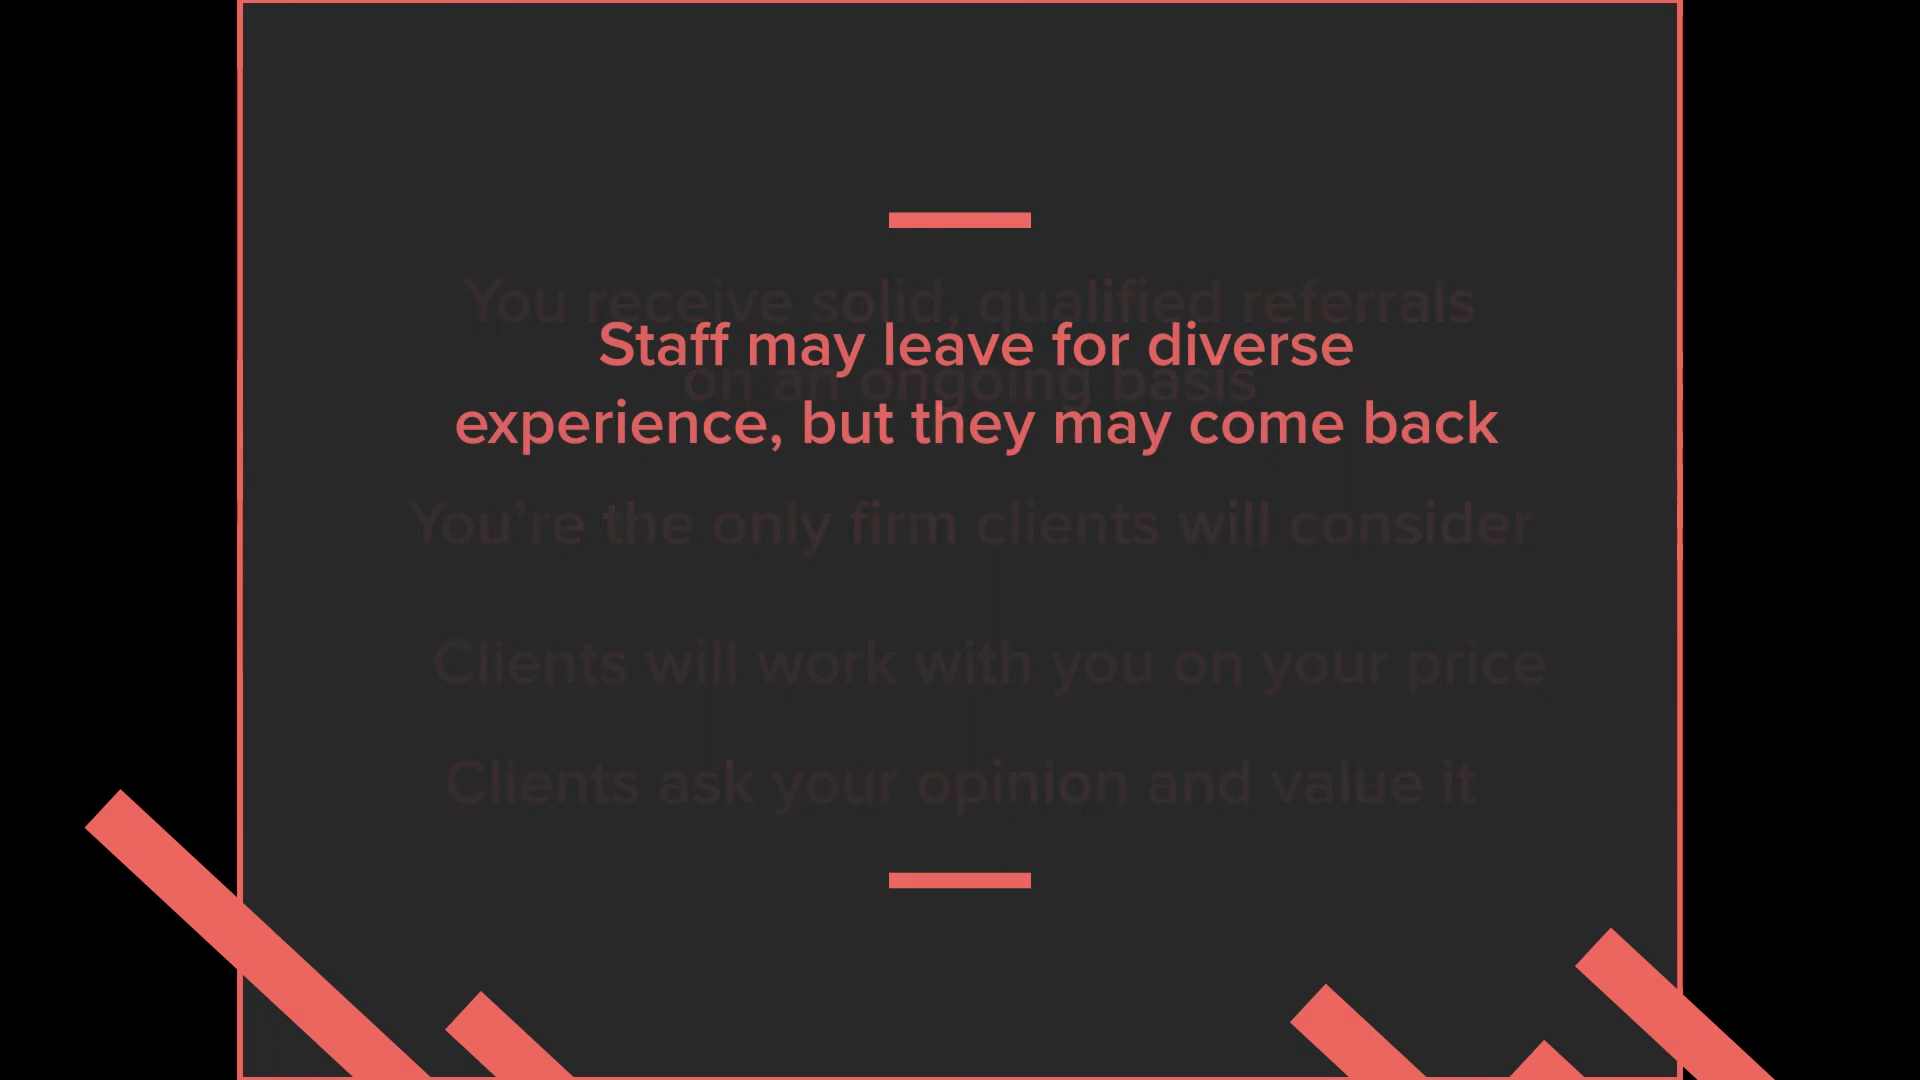 You receive solid, qualified referrals
on an ongoing basis
Staff may leave for diverse
experience, but they may come back
You’re the only firm clients will consider
Clients will work with you on your price
Clients ask your opinion and value it